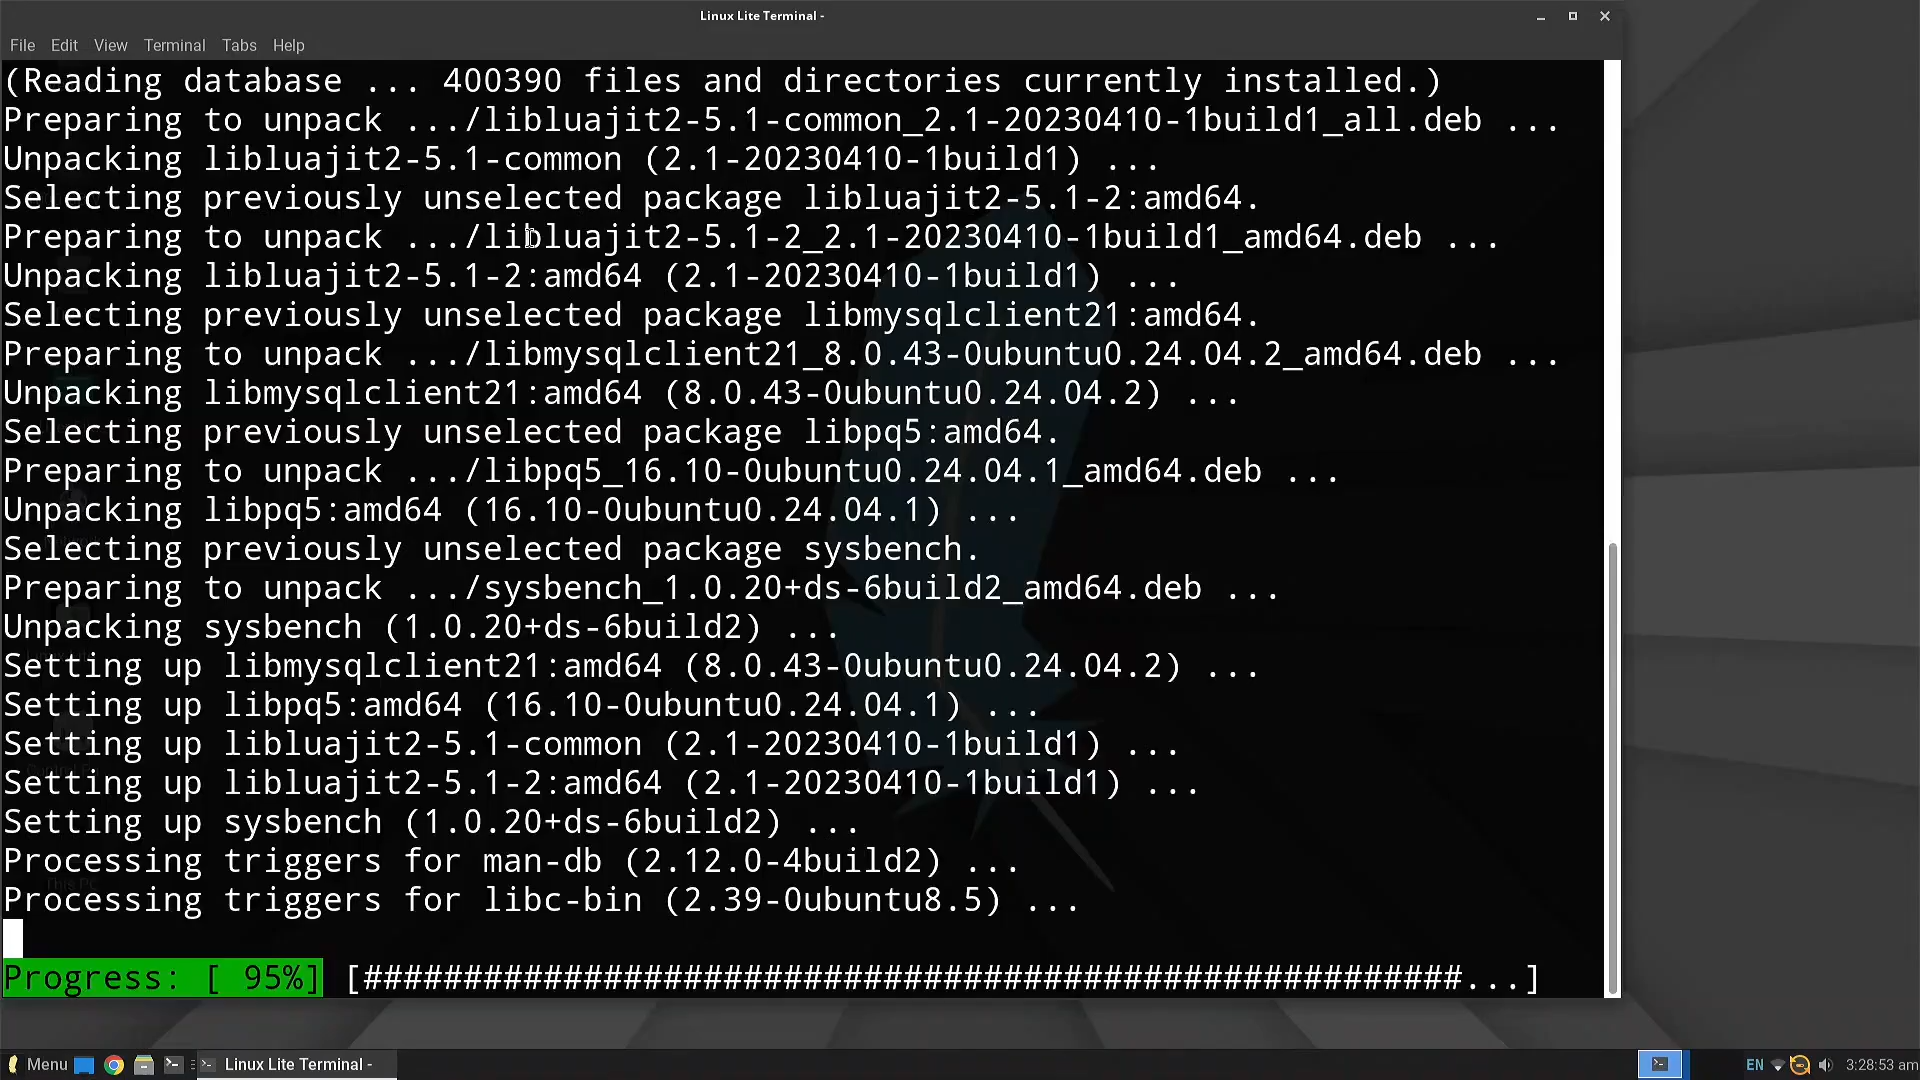 Linux Lite Terminal -
File Edit View Terminal Tabs Help
(Reading database ... 400390 files and directories currently installed.)
Preparing to unpack .../libluajit2-5.1-common_2.1-20230410-1build1_all.deb ...
Unpacking libluajit2-5.1-common (2.1-20230410-1build1) ...
Selecting previously unselected package libluajit2-5.1-2:amd64.
Preparing to unpack .../libluajit2-5.1-2_2.1-20230410-1build1_amd64.deb ...
Unpacking libluajit2-5.1-2:amd64 (2.1-20230410-1build1) ...
Selecting previously unselected package libmysqlclient21:amd64.
Preparing to unpack .../libmysqlclient21_8.0.43-0ubuntu0.24.04.2_amd64.deb ...
Unpacking libmysqlclient21:amd64 (8.0.43-0ubuntu0.24.04.2) ...
Selecting previously unselected package libpq5:amd64.
Preparing to unpack .../libpq5_16.10-0ubuntu0.24.04.1_amd64.deb ...
Unpacking libpq5:amd64 (16.10-0ubuntu0.24.04.1) ...
Selecting previously unselected package sysbench.
Preparing to unpack .../sysbench_1.0.20+ds-6build2_amd64.deb ...
Unpacking sysbench (1.0.20+ds-6build2) ...
Setting up libmysqlclient21:amd64 (8.0.43-0ubuntu0.24.04.2) ...
Setting up libpq5:amd64 (16.10-0ubuntu0.24.04.1) ...
Setting up libluajit2-5.1-common (2.1-20230410-1build1) ...
Setting up libluajit2-5.1-2:amd64 (2.1-20230410-1build1) ...
Setting up sysbench (1.0.20+ds-6build2) ...
Processing triggers for man-db (2.12.0-4build2) ...
Processing triggers for libc-bin (2.39-0ubuntu8.5) ...
Progress: [ 95%] [#######################################################...]
Menu Linux Lite Terminal - EN 3:28:53 am